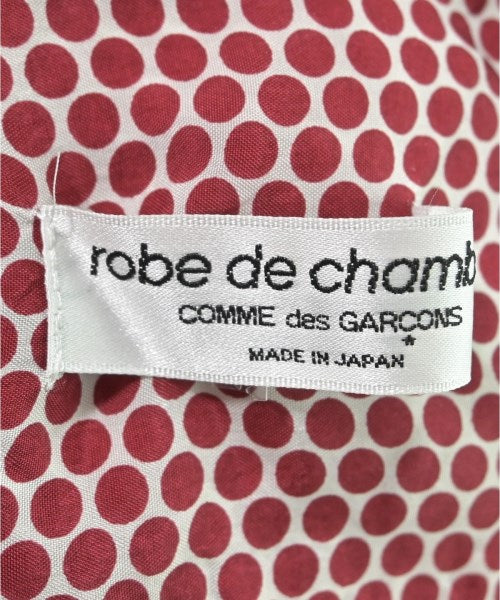 robe de chamb
COMME des GARCONS
*
MADE IN JAPAN